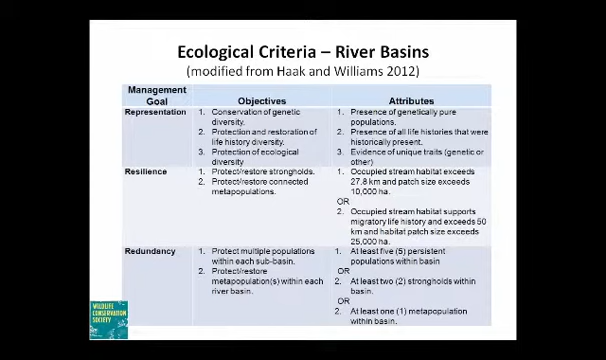 Ecological Criteria – River Basins
(modified from Haak and Williams 2012)
Management
Goal
Objectives
Attributes
Representation
1. Conservation of genetic
diversity.
2. Protection and restoration of
life history diversity.
3. Protection of ecological
diversity
1. Presence of genetically pure
populations.
2. Presence of all life histories that were
historically present.
3. Evidence of unique traits (genetic or
other)
Resilience
1. Protect/restore strongholds.
2. Protect/restore connected
metapopulations.
1. Occupied stream habitat exceeds
27.8 km and patch size exceeds
10,000 ha.
OR
2. Occupied stream habitat supports
migratory life history and exceeds 50
km and habitat patch size exceeds
25,000 ha.
Redundancy
1. Protect multiple populations
within each sub-basin.
2. Protect/restore
metapopulation(s) within each
river basin.
1. At least five (5) persistent
populations within basin
OR
2. At least two (2) strongholds within
basin.
OR
2. At least one (1) metapopulation
within basin.
WILDLIFE
CONSERVATION
SOCIETY